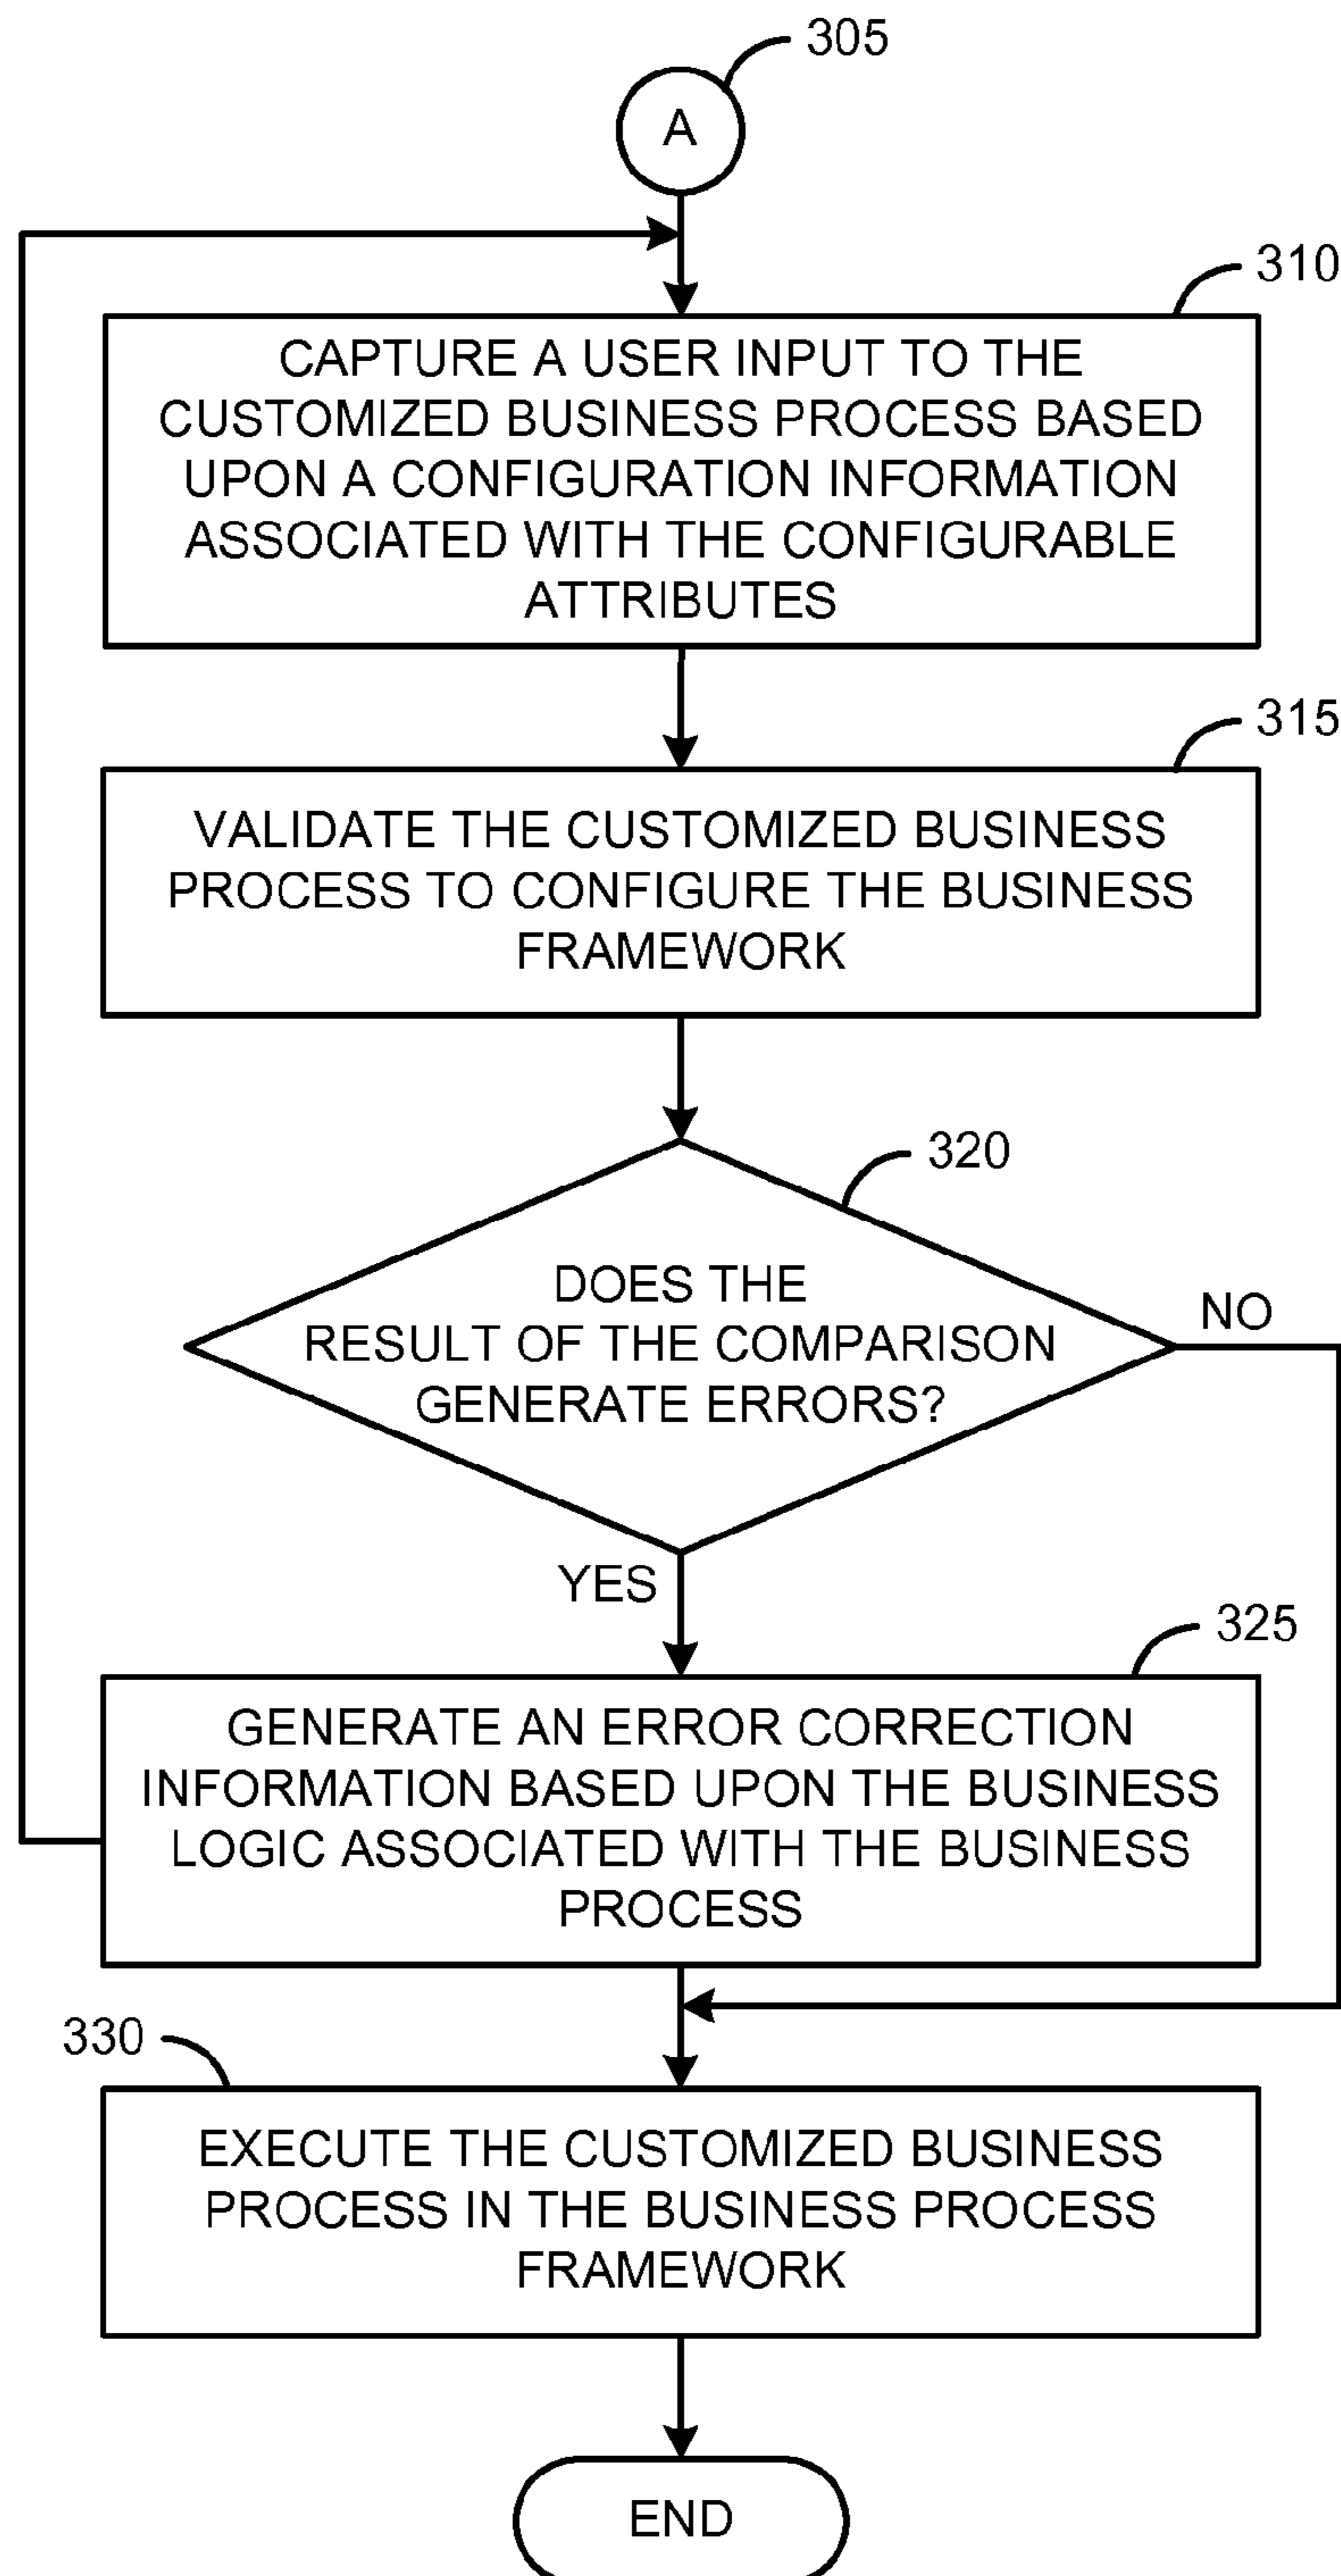 305
A
310
CAPTURE A USER INPUT TO THE
CUSTOMIZED BUSINESS PROCESS BASED
UPON A CONFIGURATION INFORMATION
ASSOCIATED WITH THE CONFIGURABLE
ATTRIBUTES
315
VALIDATE THE CUSTOMIZED BUSINESS
PROCESS TO CONFIGURE THE BUSINESS
FRAMEWORK
320
DOES THE
RESULT OF THE COMPARISON
GENERATE ERRORS?
NO
YES
325
GENERATE AN ERROR CORRECTION
INFORMATION BASED UPON THE BUSINESS
LOGIC ASSOCIATED WITH THE BUSINESS
PROCESS
330
EXECUTE THE CUSTOMIZED BUSINESS
PROCESS IN THE BUSINESS PROCESS
FRAMEWORK
END